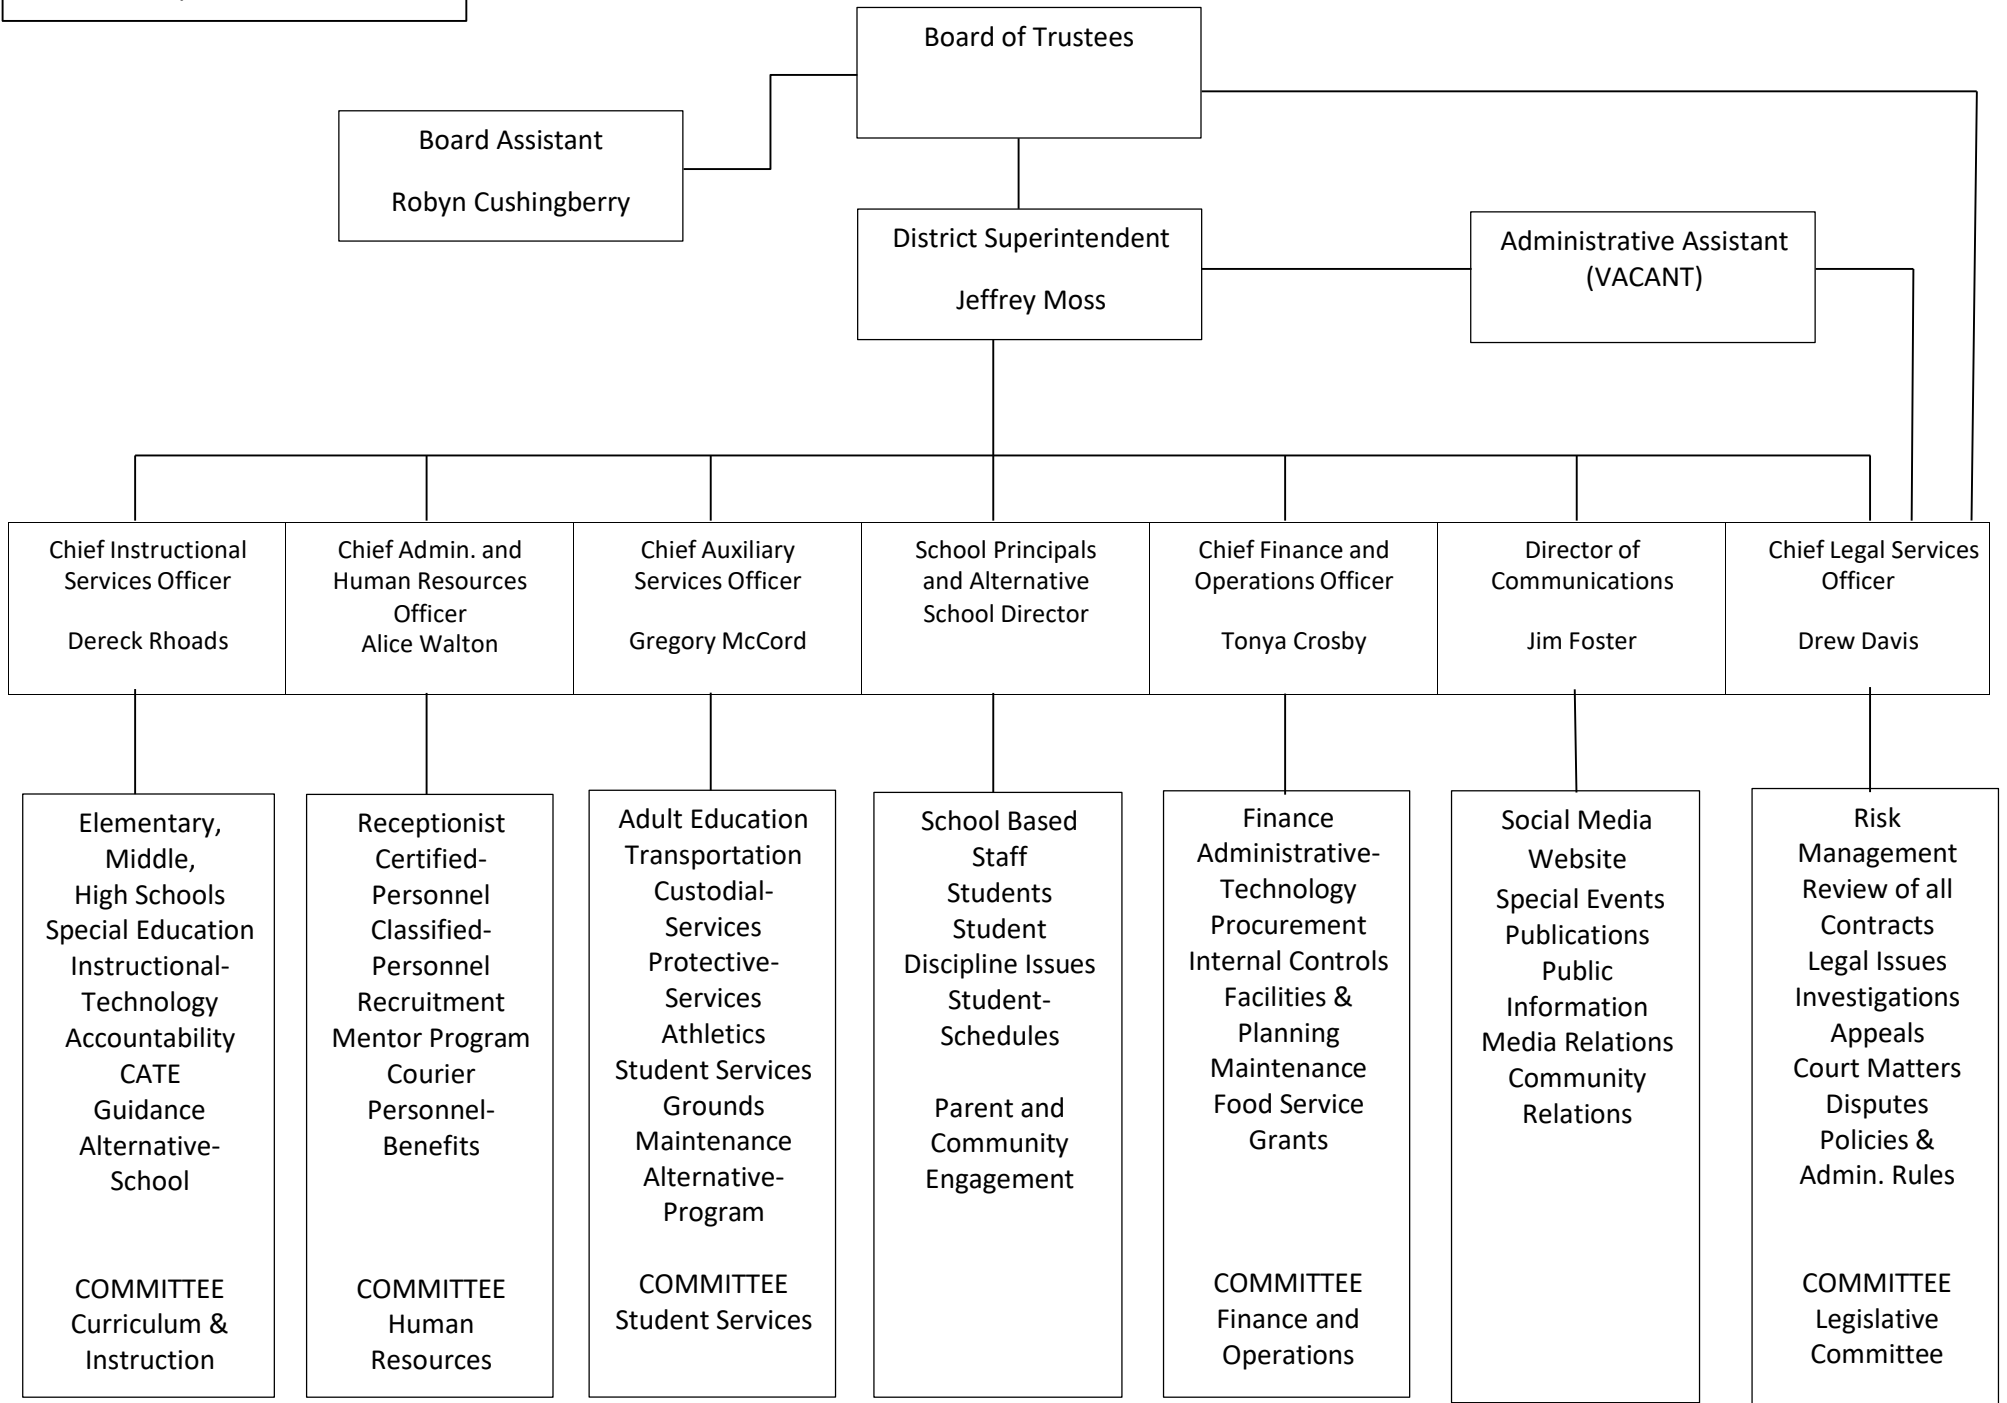 Board of Trustees
Board Assistant
Robyn Cushingberry
District Superintendent
Jeffrey Moss
Administrative Assistant
(VACANT)
Chief Instructional
Services Officer
Dereck Rhoads
Chief Admin. and
Human Resources
Officer
Alice Walton
Chief Auxiliary
Services Officer
Gregory McCord
School Principals
and Alternative
School Director
Chief Finance and
Operations Officer
Tonya Crosby
Director of
Communications
Jim Foster
Chief Legal Services
Officer
Drew Davis
Elementary,
Middle,
High Schools
Special Education
Instructional-
Technology
Accountability
CATE
Guidance
Alternative-
School
COMMITTEE
Curriculum &
Instruction
Receptionist
Certified-
Personnel
Classified-
Personnel
Recruitment
Mentor Program
Courier
Personnel-
Benefits
COMMITTEE
Human
Resources
Adult Education
Transportation
Custodial-
Services
Protective-
Services
Athletics
Student Services
Grounds
Maintenance
Alternative-
Program
COMMITTEE
Student Services
School Based
Staff
Students
Student
Discipline Issues
Student-
Schedules
Parent and
Community
Engagement
Finance
Administrative-
Technology
Procurement
Internal Controls
Facilities &
Planning
Maintenance
Food Service
Grants
COMMITTEE
Finance and
Operations
Social Media
Website
Special Events
Publications
Public
Information
Media Relations
Community
Relations
Risk
Management
Review of all
Contracts
Legal Issues
Investigations
Appeals
Court Matters
Disputes
Policies &
Admin. Rules
COMMITTEE
Legislative
Committee